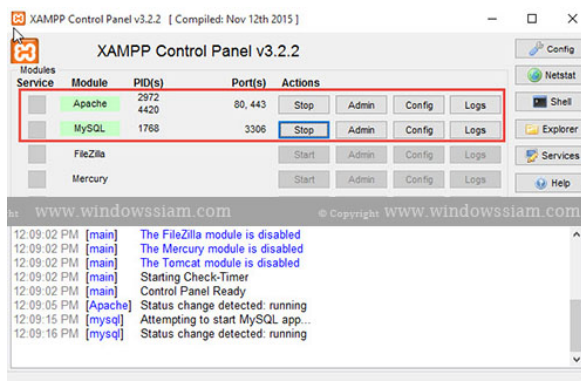 XAMPP Control Panel v3.2.2 [ Compiled: Nov 12th 2015 ]
XAMPP Control Panel v3.2.2
Config
Modules
Service Module PID(s) Port(s) Actions
Netstat
Apache 2972 4420 80, 443 Stop Admin Config Logs
Shell
MySQL 1768 3306 Stop Admin Config Logs
Explorer
FileZilla Start Admin Config Logs
Services
Mercury Start Admin Config Logs
Help
www.windowssiam.com © Copyright www.windowssiam.com
12:09:02 PM [main] The FileZilla module is disabled
12:09:02 PM [main] The Mercury module is disabled
12:09:02 PM [main] The Tomcat module is disabled
12:09:02 PM [main] Starting Check-Timer
12:09:02 PM [main] Control Panel Ready
12:09:05 PM [Apache] Status change detected: running
12:09:15 PM [mysql] Attempting to start MySQL app...
12:09:16 PM [mysql] Status change detected: running